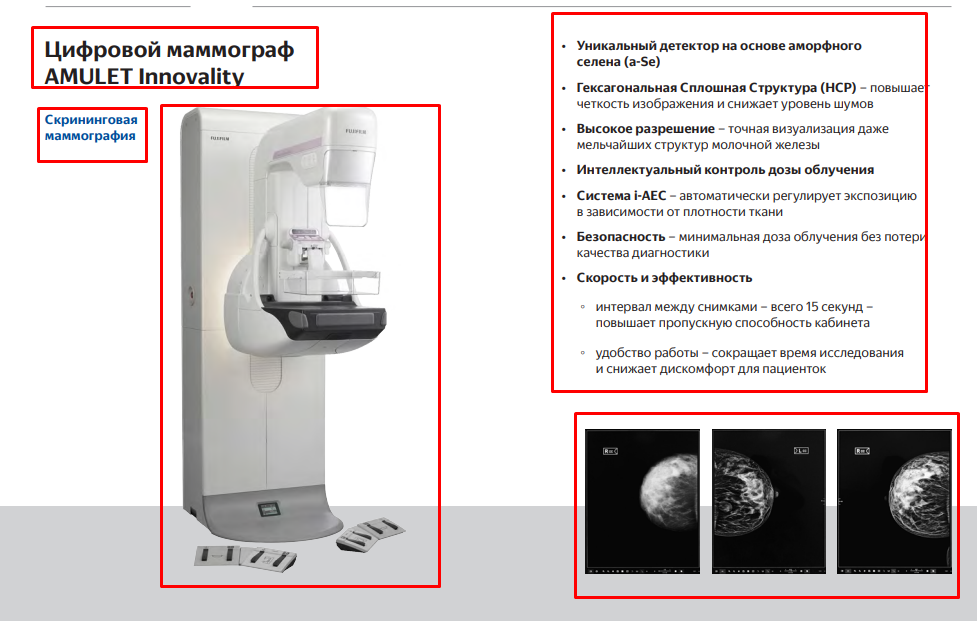 Цифровой маммограф
AMULET Innovality
Скрининговая
маммография
FUJIFILM
FUJIFILM
• Уникальный детектор на основе аморфного
селена (a-Se)
• Гексагональная Сплошная Структура (HCP) – повышает
четкость изображения и снижает уровень шумов
• Высокое разрешение – точная визуализация даже
мельчайших структур молочной железы
• Интеллектуальный контроль дозы облучения
• Система i-AEC – автоматически регулирует экспозицию
в зависимости от плотности ткани
• Безопасность – минимальная доза облучения без потери
качества диагностики
• Скорость и эффективность
◦ интервал между снимками – всего 15 секунд –
повышает пропускную способность кабинета
◦ удобство работы – сокращает время исследования
и снижает дискомфорт для пациенток
R
L
R